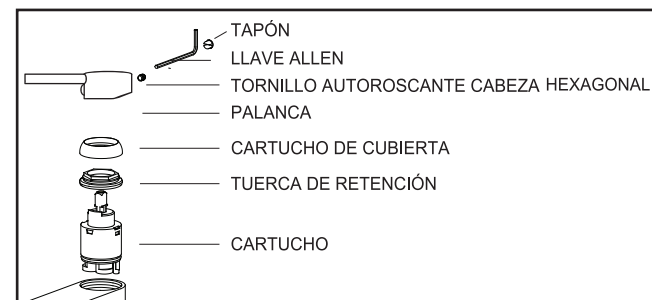 TAPÓN
LLAVE ALLEN
TORNILLO AUTOROSCANTE CABEZA HEXAGONAL
PALANCA
CARTUCHO DE CUBIERTA
TUERCA DE RETENCIÓN
CARTUCHO